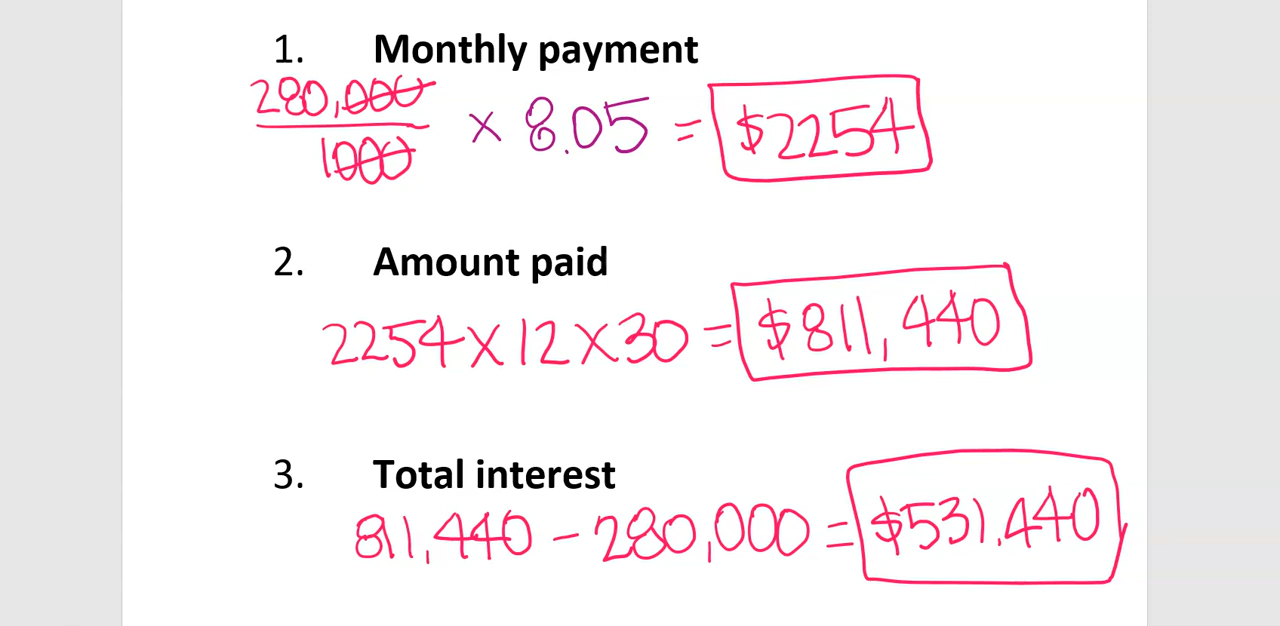 1. Monthly payment
280,000
1000
× 8.05 = $2254
2. Amount paid
2254×12×30 = $811,440
3. Total interest
811,440 - 280,000 = $531,440